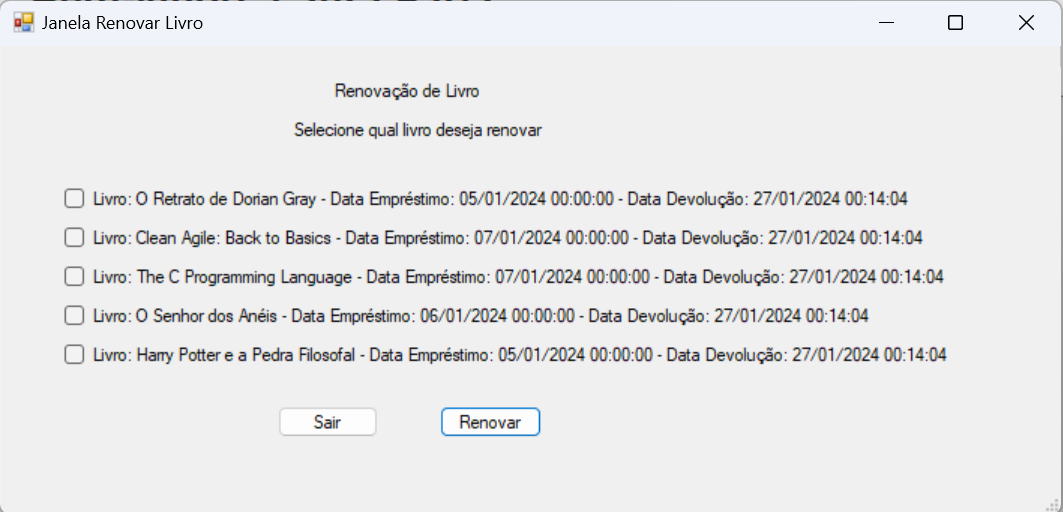 Janela Renovar Livro
Renovação de Livro
Selecione qual livro deseja renovar
Livro: O Retrato de Dorian Gray - Data Empréstimo: 05/01/2024 00:00:00 - Data Devolução: 27/01/2024 00:14:04
Livro: Clean Agile: Back to Basics - Data Empréstimo: 07/01/2024 00:00:00 - Data Devolução: 27/01/2024 00:14:04
Livro: The C Programming Language - Data Empréstimo: 07/01/2024 00:00:00 - Data Devolução: 27/01/2024 00:14:04
Livro: O Senhor dos Anéis - Data Empréstimo: 06/01/2024 00:00:00 - Data Devolução: 27/01/2024 00:14:04
Livro: Harry Potter e a Pedra Filosofal - Data Empréstimo: 05/01/2024 00:00:00 - Data Devolução: 27/01/2024 00:14:04
Sair Renovar